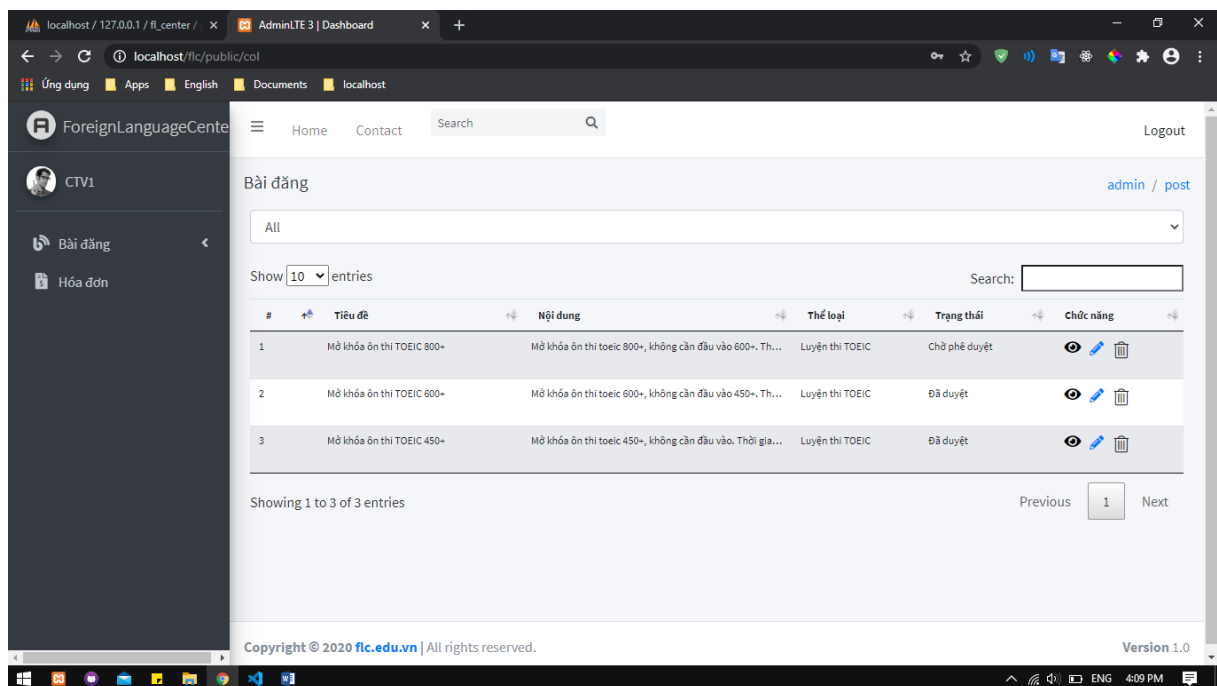 localhost / 127.0.0.1 / fl_center /
AdminLTE 3 | Dashboard
localhost/flc/public/col
Ứng dụng Apps English Documents localhost
ForeignLanguageCente
Home Contact Search
Logout
CTV1
Bài đăng
Hóa đơn
Bài đăng
admin / post
All
Show 10 entries
Search:
# Tiêu đề Nội dung Thể loại Trạng thái Chức năng
1 Mở khóa ôn thi TOEIC 800+ Mở khóa ôn thi toeic 800+, không cần đầu vào 600+. Th... Luyện thi TOEIC Chờ phê duyệt
2 Mở khóa ôn thi TOEIC 600+ Mở khóa ôn thi toeic 600+, không cần đầu vào 450+. Th... Luyện thi TOEIC Đã duyệt
3 Mở khóa ôn thi TOEIC 450+ Mở khóa ôn thi toeic 450+, không cần đầu vào. Thời gia... Luyện thi TOEIC Đã duyệt
Showing 1 to 3 of 3 entries
Previous 1 Next
Copyright © 2020 flc.edu.vn | All rights reserved.
Version 1.0
ENG 4:09 PM